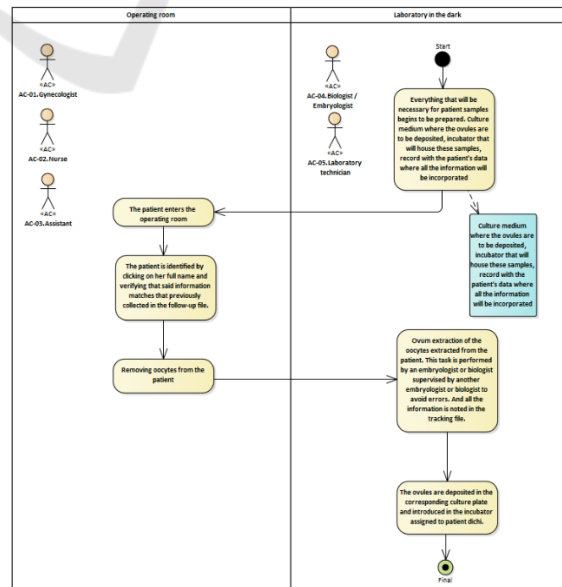 Operating room
Laboratory in the dark
«AC»
AC-01.Gynecologist
«AC»
AC-02.Nurse
«AC»
AC-03.Assistant
«AC»
AC-04.Biologist /
Embryologist
«AC»
AC-05.Laboratory
technician
Start
Everything that will be
necessary for patient samples
begins to be prepared. Culture
medium where the ovules are
to be deposited, incubator that
will house these samples,
record with the patient's data
where all the information will
be incorporated
Culture medium
where the ovules are
to be deposited,
incubator that will
house these samples,
record with the
patient's data where
all the information
will be incorporated
The patient enters the
operating room
The patient is identified by
clicking on her full name and
verifying that said information
matches that previously
collected in the follow-up file.
Removing oocytes from the
patient
Ovum extraction of the
oocytes extracted from the
patient. This task is performed
by an embryologist or biologist
supervised by another
embryologist or biologist to
avoid errors. And all the
information is noted in the
tracking file.
The ovules are deposited in the
corresponding culture plate
and introduced in the incubator
assigned to patient dichi.
Final